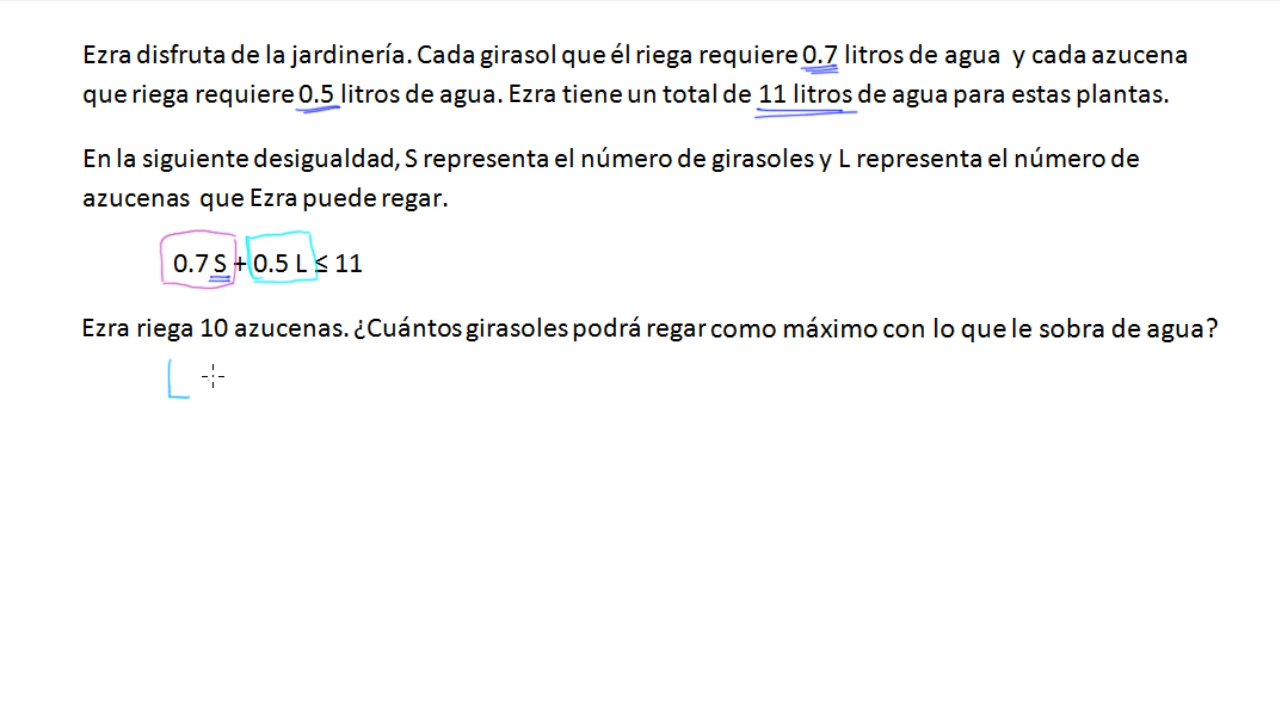 Ezra disfruta de la jardinería. Cada girasol que él riega requiere 0.7 litros de agua y cada azucena
que riega requiere 0.5 litros de agua. Ezra tiene un total de 11 litros de agua para estas plantas.
En la siguiente desigualdad, S representa el número de girasoles y L representa el número de
azucenas que Ezra puede regar.
0.7 S + 0.5 L ≤ 11
Ezra riega 10 azucenas. ¿Cuántos girasoles podrá regar como máximo con lo que le sobra de agua?
L